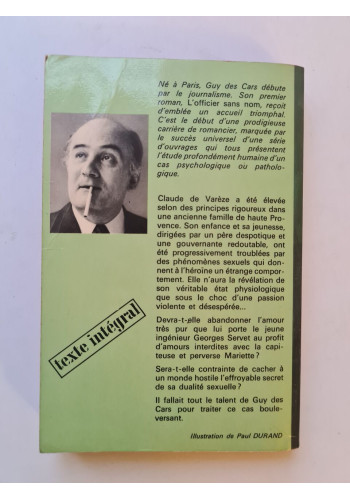 Né à Paris, Guy des Cars débute
par le journalisme. Son premier
roman, L'officier sans nom, reçoit
d'emblée un accueil triomphal.
C'est le début d'une prodigieuse
carrière de romancier, marquée par
le succès universel d'une série
d'ouvrages qui tous présentent
l'étude profondément humaine d'un
cas psychologique ou patholo-
gique.
Claude de Varèze a été élevée
selon des principes rigoureux dans
une ancienne famille de haute Pro-
vence. Son enfance et sa jeunesse,
dirigées par un père despotique et
une gouvernante redoutable, ont
été progressivement troublées par
des phénomènes sexuels qui don-
nent à l'héroïne un étrange compor-
tement. Elle n'aura la révélation de
son véritable état physiologique
que sous le choc d'une passion
violente et désespérée...
Devra-t-elle abandonner l'amour
très pur que lui porte le jeune
ingénieur Georges Servet au profit
d'amours interdites avec la capi-
teuse et perverse Mariette?
Sera-t-elle contrainte de cacher à
un monde hostile l'effroyable secret
de sa dualité sexuelle?
Il fallait tout le talent de Guy des
Cars pour traiter ce cas boule-
versant.
Illustration de Paul DURAND
texte intégral